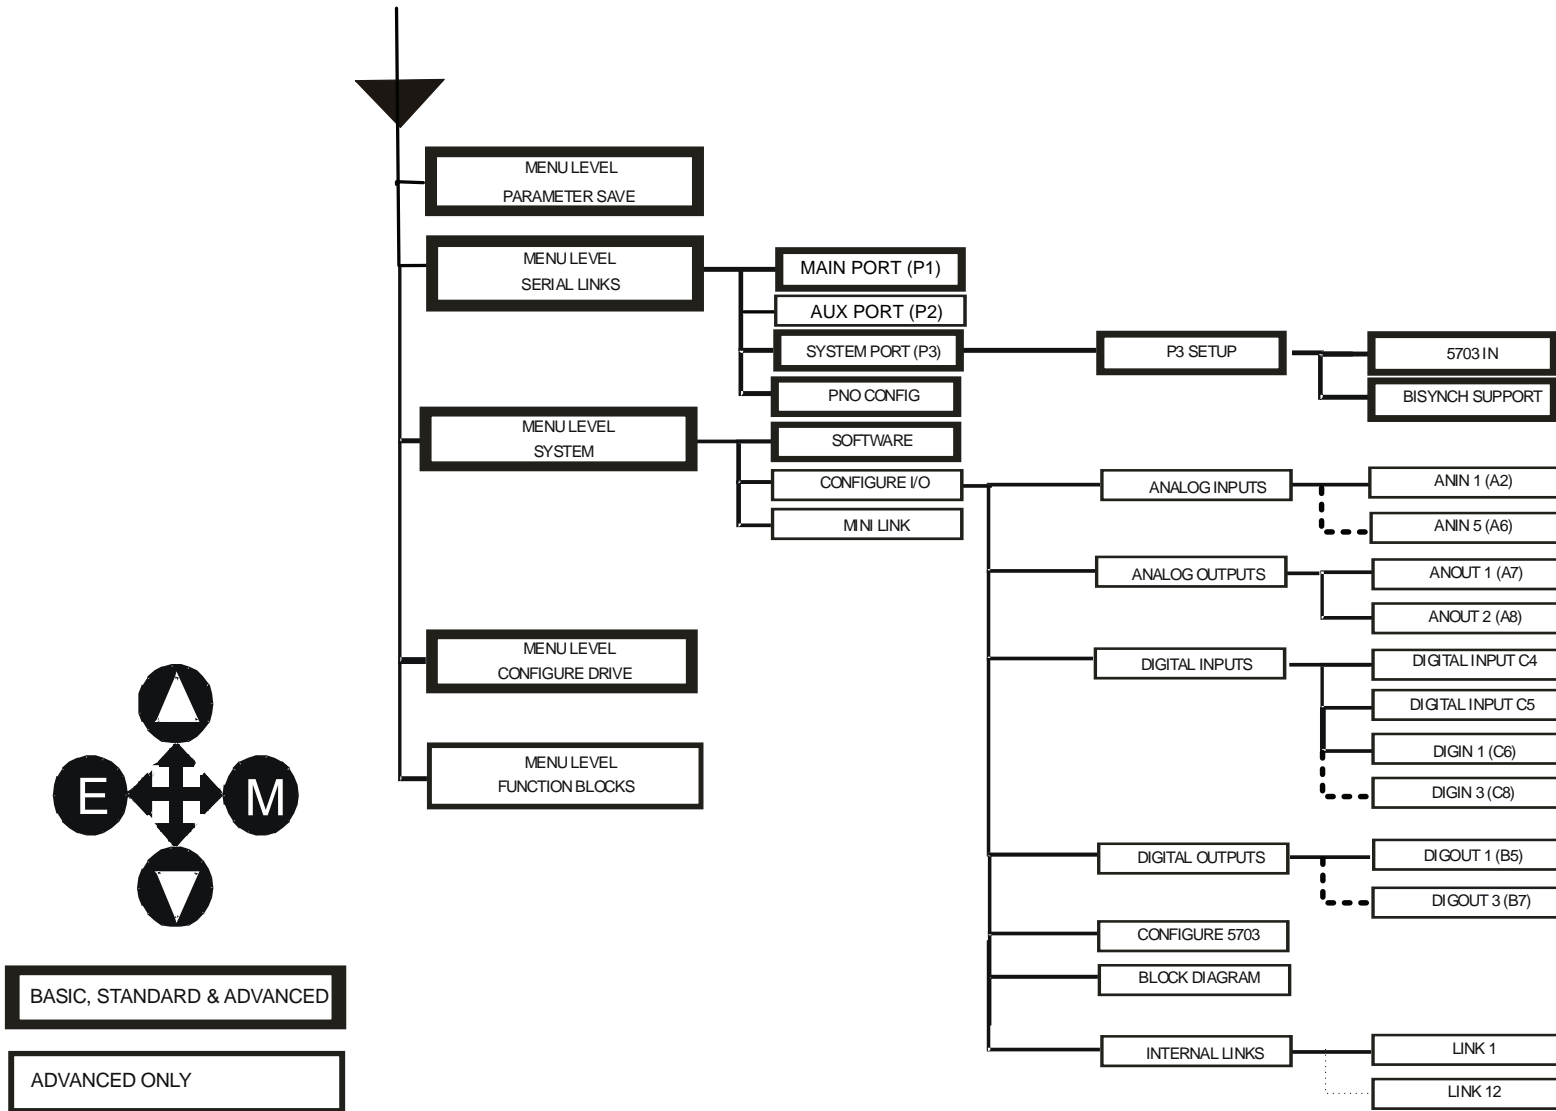 MENU LEVEL
PARAMETER SAVE
MENU LEVEL
SERIAL LINKS
MAIN PORT (P1)
AUX PORT (P2)
SYSTEM PORT (P3)
P3 SETUP
5703 IN
BISYNCH SUPPORT
PNO CONFIG
MENU LEVEL
SYSTEM
SOFTWARE
CONFIGURE I/O
MINI LINK
ANALOG INPUTS
ANIN 1 (A2)
ANIN 5 (A6)
ANALOG OUTPUTS
ANOUT 1 (A7)
ANOUT 2 (A8)
DIGITAL INPUTS
DIGITAL INPUT C4
DIGITAL INPUT C5
DIGIN 1 (C6)
DIGIN 3 (C8)
DIGITAL OUTPUTS
DIGOUT 1 (B5)
DIGOUT 3 (B7)
CONFIGURE 5703
BLOCK DIAGRAM
INTERNAL LINKS
LINK 1
LINK 12
MENU LEVEL
CONFIGURE DRIVE
MENU LEVEL
FUNCTION BLOCKS
E
M
BASIC, STANDARD & ADVANCED
ADVANCED ONLY